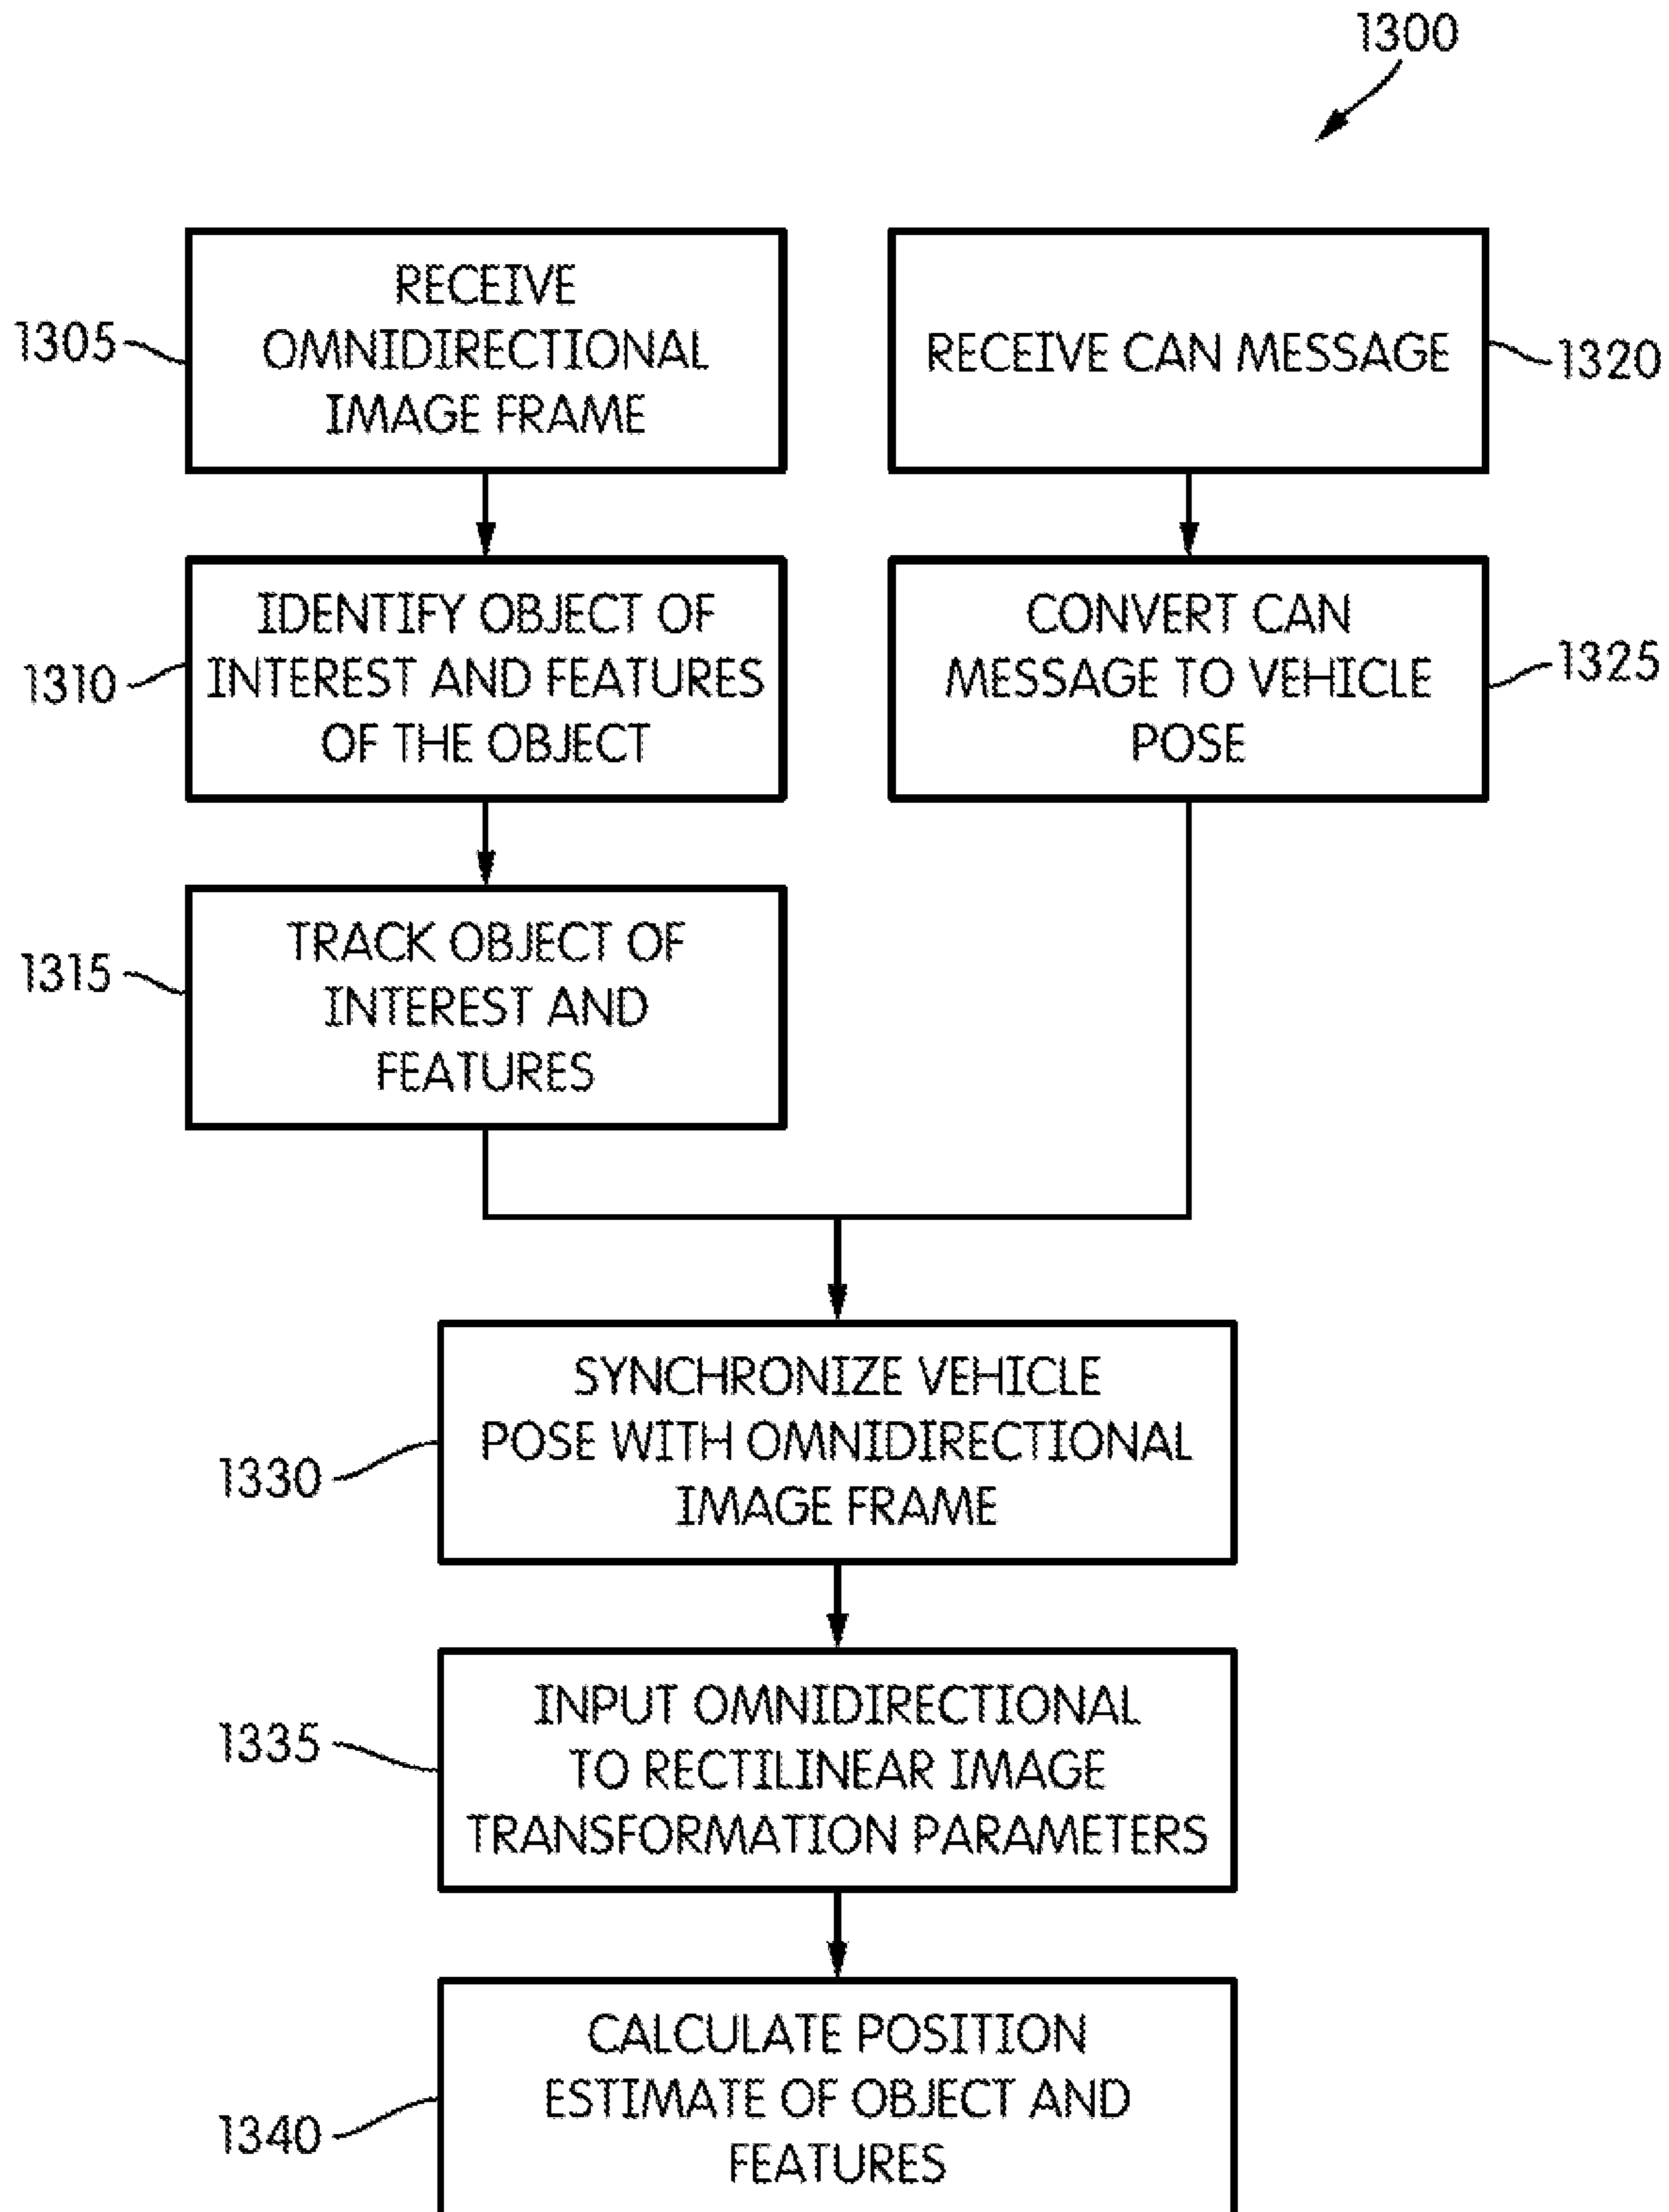 1300
RECEIVE
OMNIDIRECTIONAL
IMAGE FRAME
1305
RECEIVE CAN MESSAGE
1320
IDENTIFY OBJECT OF
INTEREST AND FEATURES
OF THE OBJECT
1310
CONVERT CAN
MESSAGE TO VEHICLE
POSE
1325
TRACK OBJECT OF
INTEREST AND
FEATURES
1315
SYNCHRONIZE VEHICLE
POSE WITH OMNIDIRECTIONAL
IMAGE FRAME
1330
INPUT OMNIDIRECTIONAL
TO RECTILINEAR IMAGE
TRANSFORMATION PARAMETERS
1335
CALCULATE POSITION
ESTIMATE OF OBJECT AND
FEATURES
1340